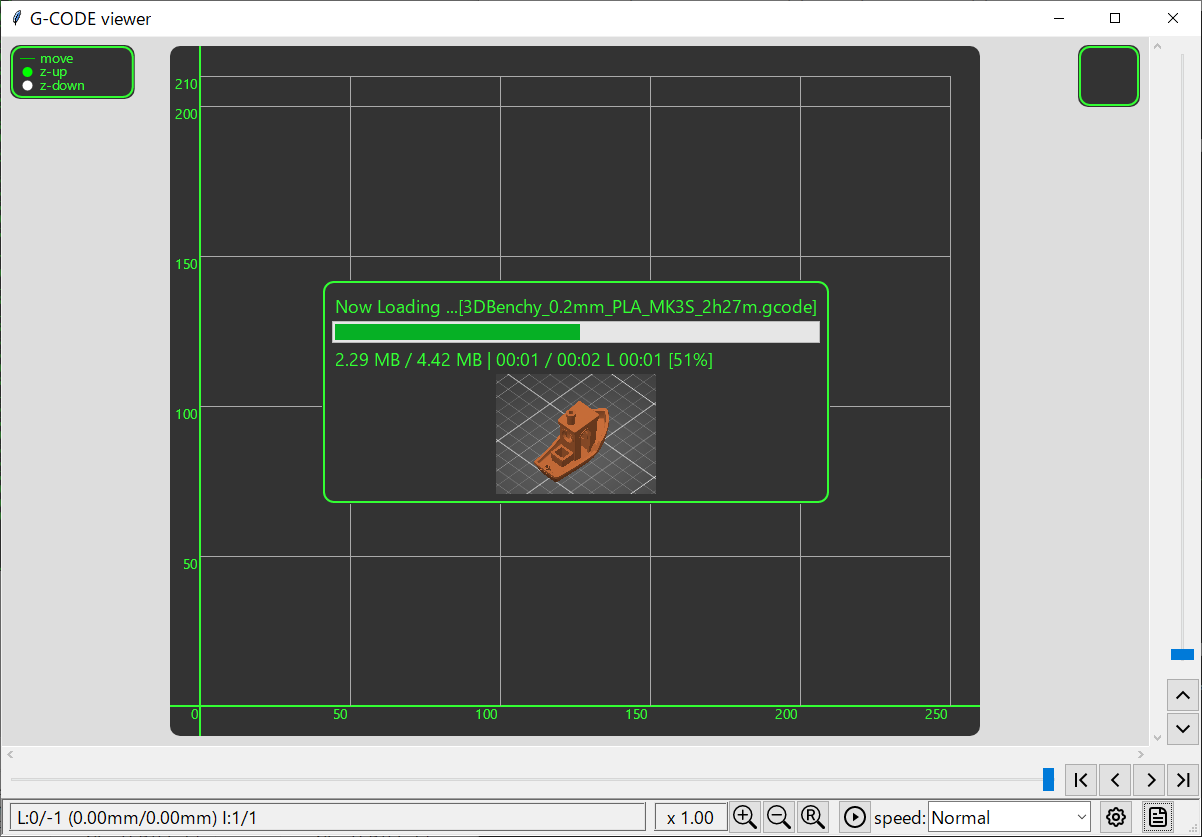 G-CODE viewer
move
z-up
z-down
210
200
150
100
50
0
50
100
150
200
250
Now Loading ...[3DBenchy_0.2mm_PLA_MK3S_2h27m.gcode]
2.29 MB / 4.42 MB | 00:01 / 00:02 L 00:01 [51%]
L:0/-1 (0.00mm/0.00mm) I:1/1
x 1.00
R
speed:
Normal